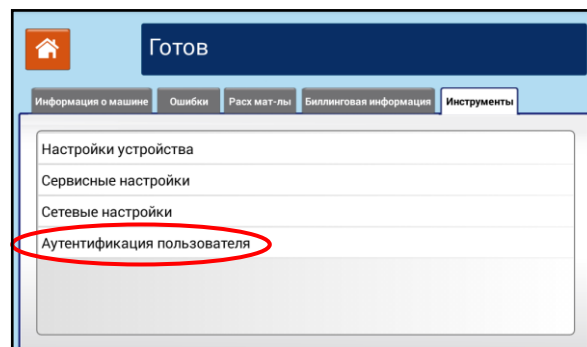 Готов
Информация о машине Ошибки Расх мат-лы Биллинговая информация Инструменты
Настройки устройства
Сервисные настройки
Сетевые настройки
Аутентификация пользователя